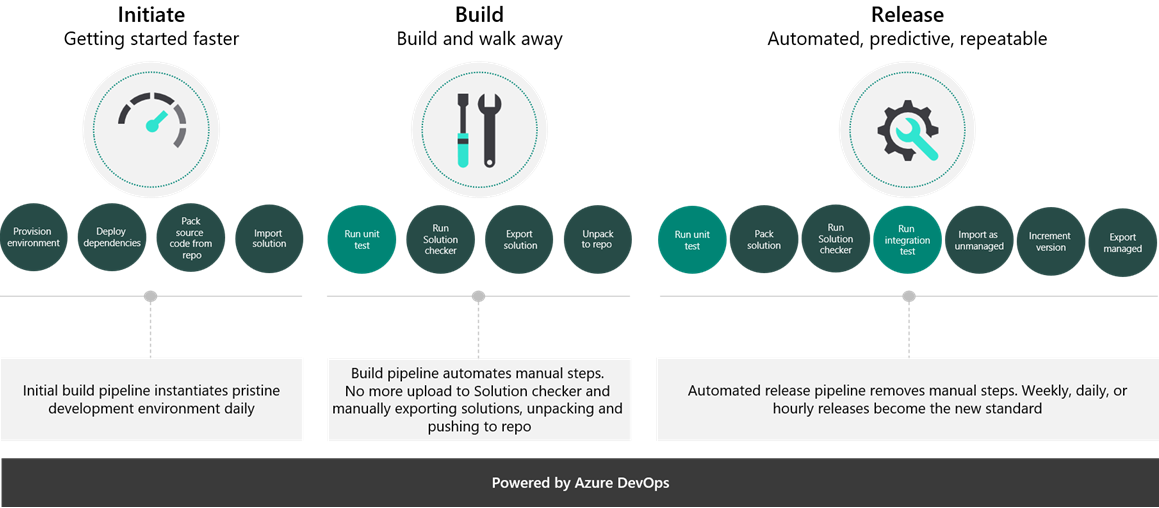 Initiate
Getting started faster
Build
Build and walk away
Release
Automated, predictive, repeatable
Provision
environment
Deploy
dependencies
Pack
source
code from
repo
Import
solution
Run unit
test
Run
Solution
checker
Export
solution
Unpack
to repo
Run unit
test
Pack
solution
Run
Solution
checker
Run
integration
test
Import as
unmanaged
Increment
version
Export
managed
Initial build pipeline instantiates pristine
development environment daily
Build pipeline automates manual steps.
No more upload to Solution checker and
manually exporting solutions, unpacking and
pushing to repo
Automated release pipeline removes manual steps. Weekly, daily, or
hourly releases become the new standard
Powered by Azure DevOps